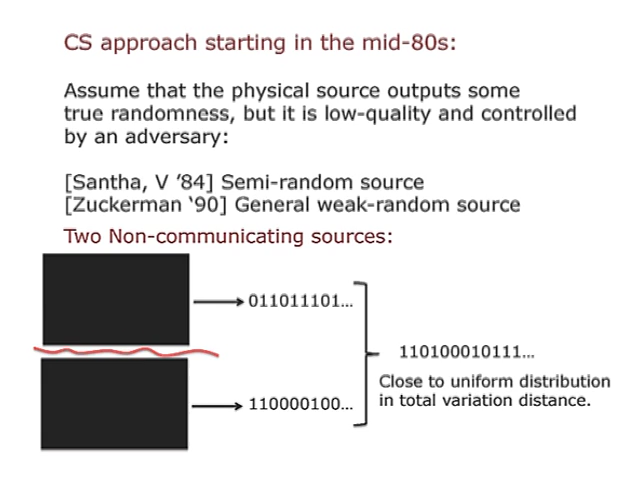 CS approach starting in the mid-80s:
Assume that the physical source outputs some
true randomness, but it is low-quality and controlled
by an adversary:
[Santha, V ’84] Semi-random source
[Zuckerman ‘90] General weak-random source
Two Non-communicating sources:
011011101...
110100010111...
Close to uniform distribution
in total variation distance.
110000100...